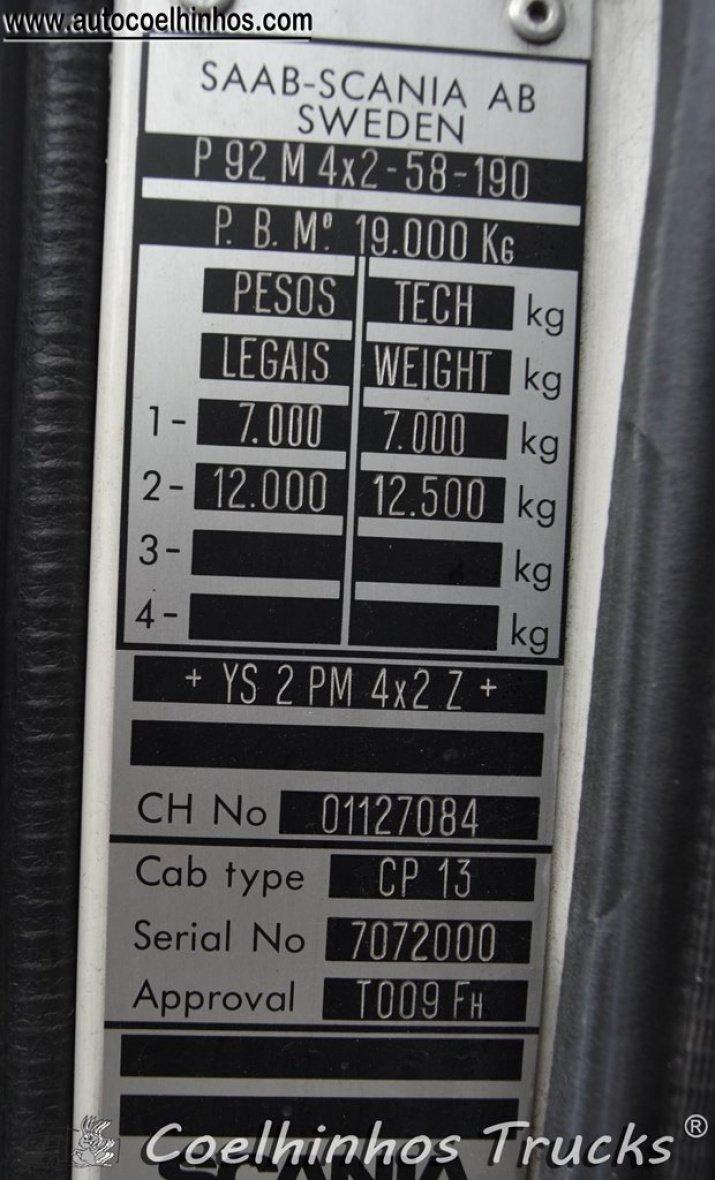 www.autocoelhinhos.com
SAAB-SCANIA AB
SWEDEN
P 92 M 4x2-58-190
P. B. Mº. 19.000 KG
PESOS TECH kg
LEGAIS WEIGHT kg
1- 7.000 7.000 kg
2- 12.000 12.500 kg
3- kg
4- kg
+ YS 2 PM 4x2 Z +
CH No 01127084
Cab type CP 13
Serial No 7072000
Approval T009 FH
Coelhinhos Trucks ®
SCANIA